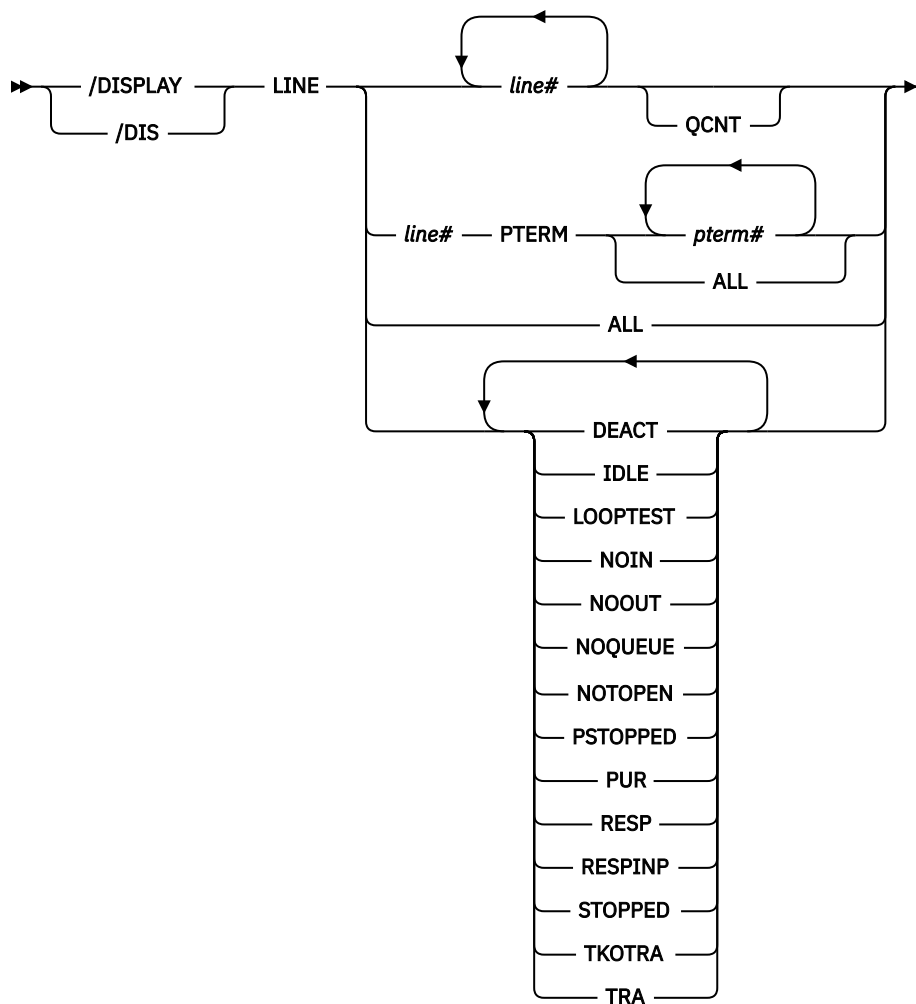 /DISPLAY LINE line#
/DIS QCNT
line# PTERM pterm#
ALL
ALL
DEACT
IDLE
LOOPTEST
NOIN
NOOUT
NOQUEUE
NOTOPEN
PSTOPPED
PUR
RESP
RESPINP
STOPPED
TKOTRA
TRA